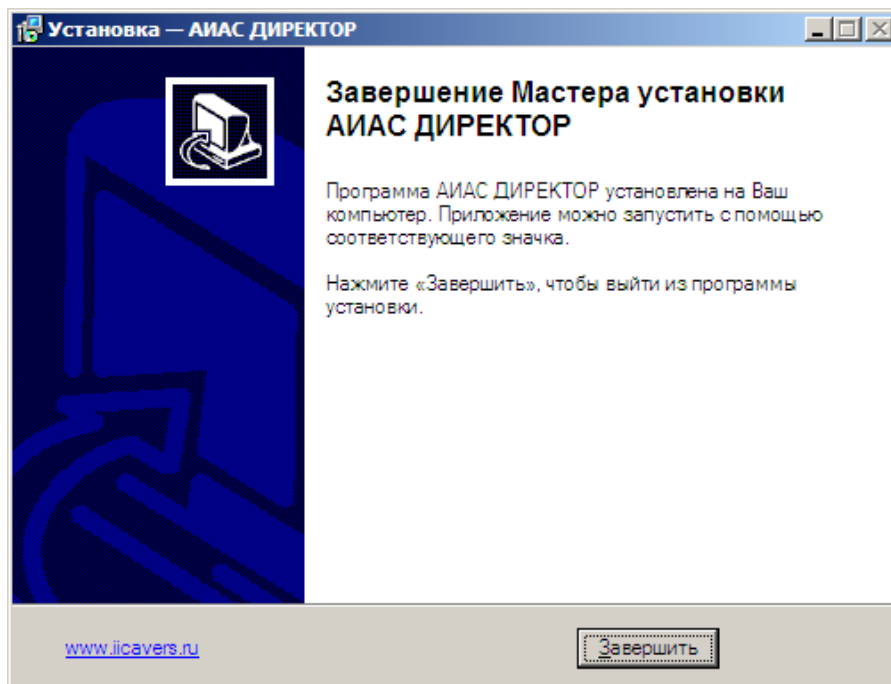 Установка — АИАС ДИРЕКТОР
Завершение Мастера установки
АИАС ДИРЕКТОР
Программа АИАС ДИРЕКТОР установлена на Ваш
компьютер. Приложение можно запустить с помощью
соответствующего значка.
Нажмите «Завершить», чтобы выйти из программы
установки.
www.iicavers.ru
Завершить